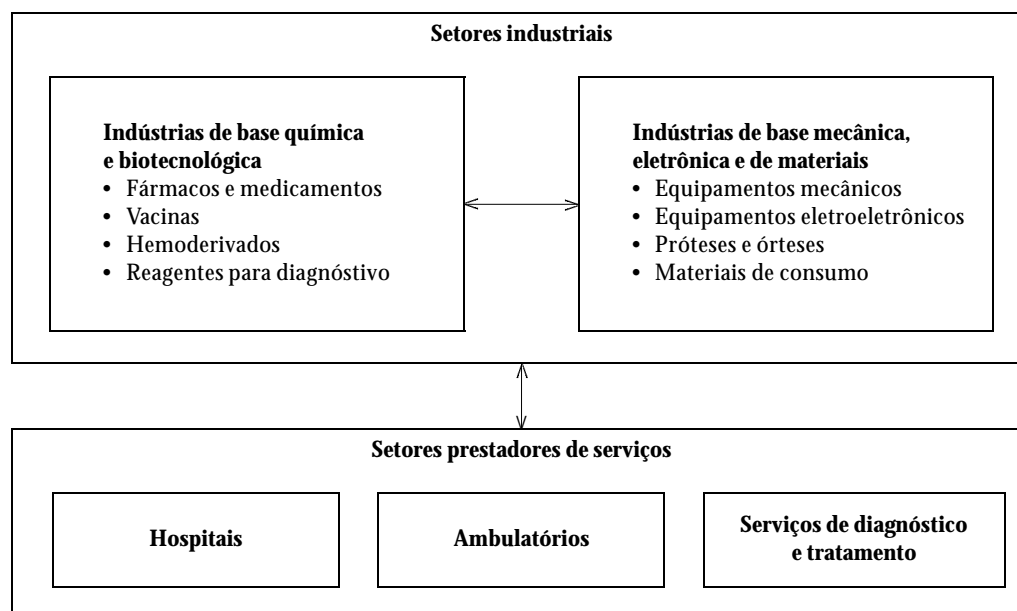 Setores industriais
Indústrias de base química
e biotecnológica
• Fármacos e medicamentos
• Vacinas
• Hemoderivados
• Reagentes para diagnóstivo
Indústrias de base mecânica,
eletrônica e de materiais
• Equipamentos mecânicos
• Equipamentos eletroeletrônicos
• Próteses e órteses
• Materiais de consumo
Setores prestadores de serviços
Hospitais
Ambulatórios
Serviços de diagnóstico
e tratamento